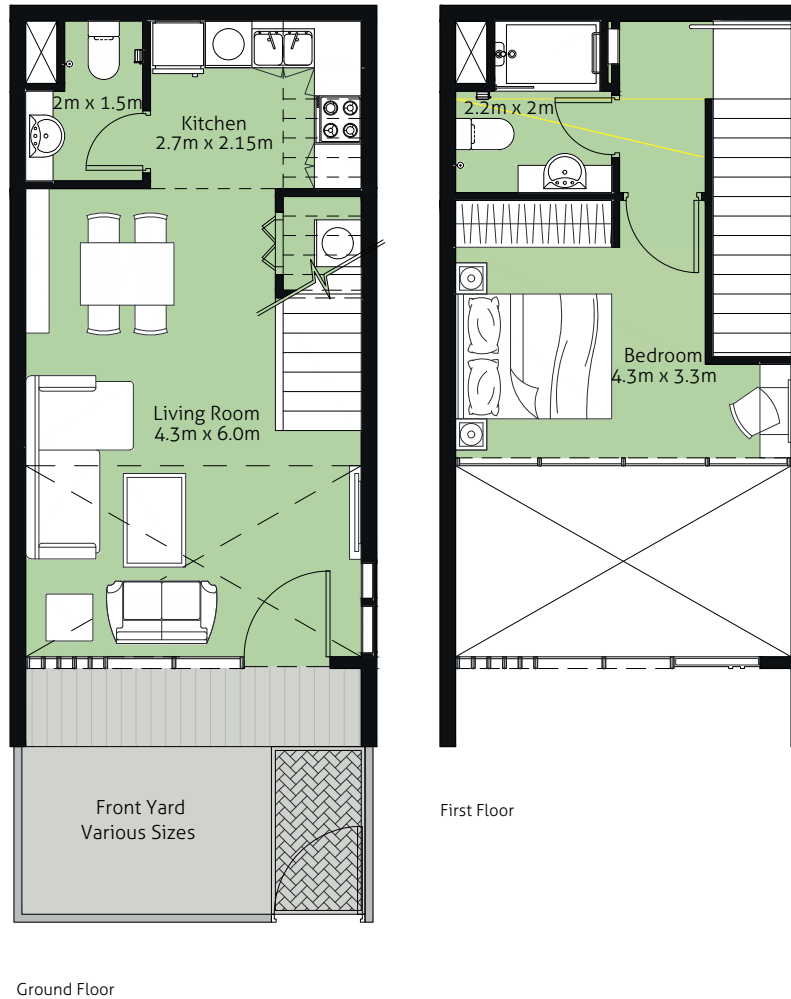 2m x 1.5m
Kitchen
2.7m x 2.15m
Living Room
4.3m x 6.0m
Front Yard
Various Sizes
Ground Floor
2.2m x 2m
Bedroom
4.3m x 3.3m
First Floor